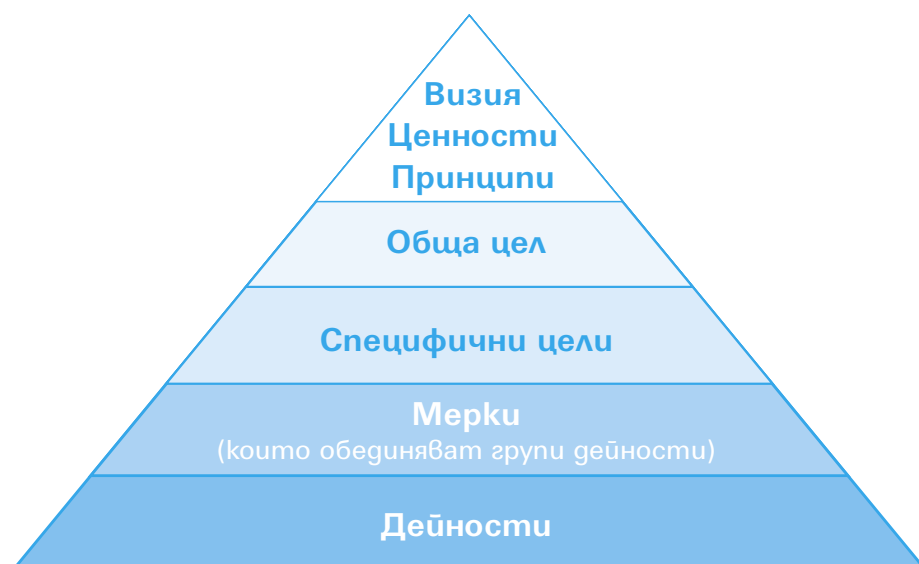 Визия
Ценности
Принципи
Обща цел
Специфични цели
Мерки
(които обединяват групи дейности)
Дейности